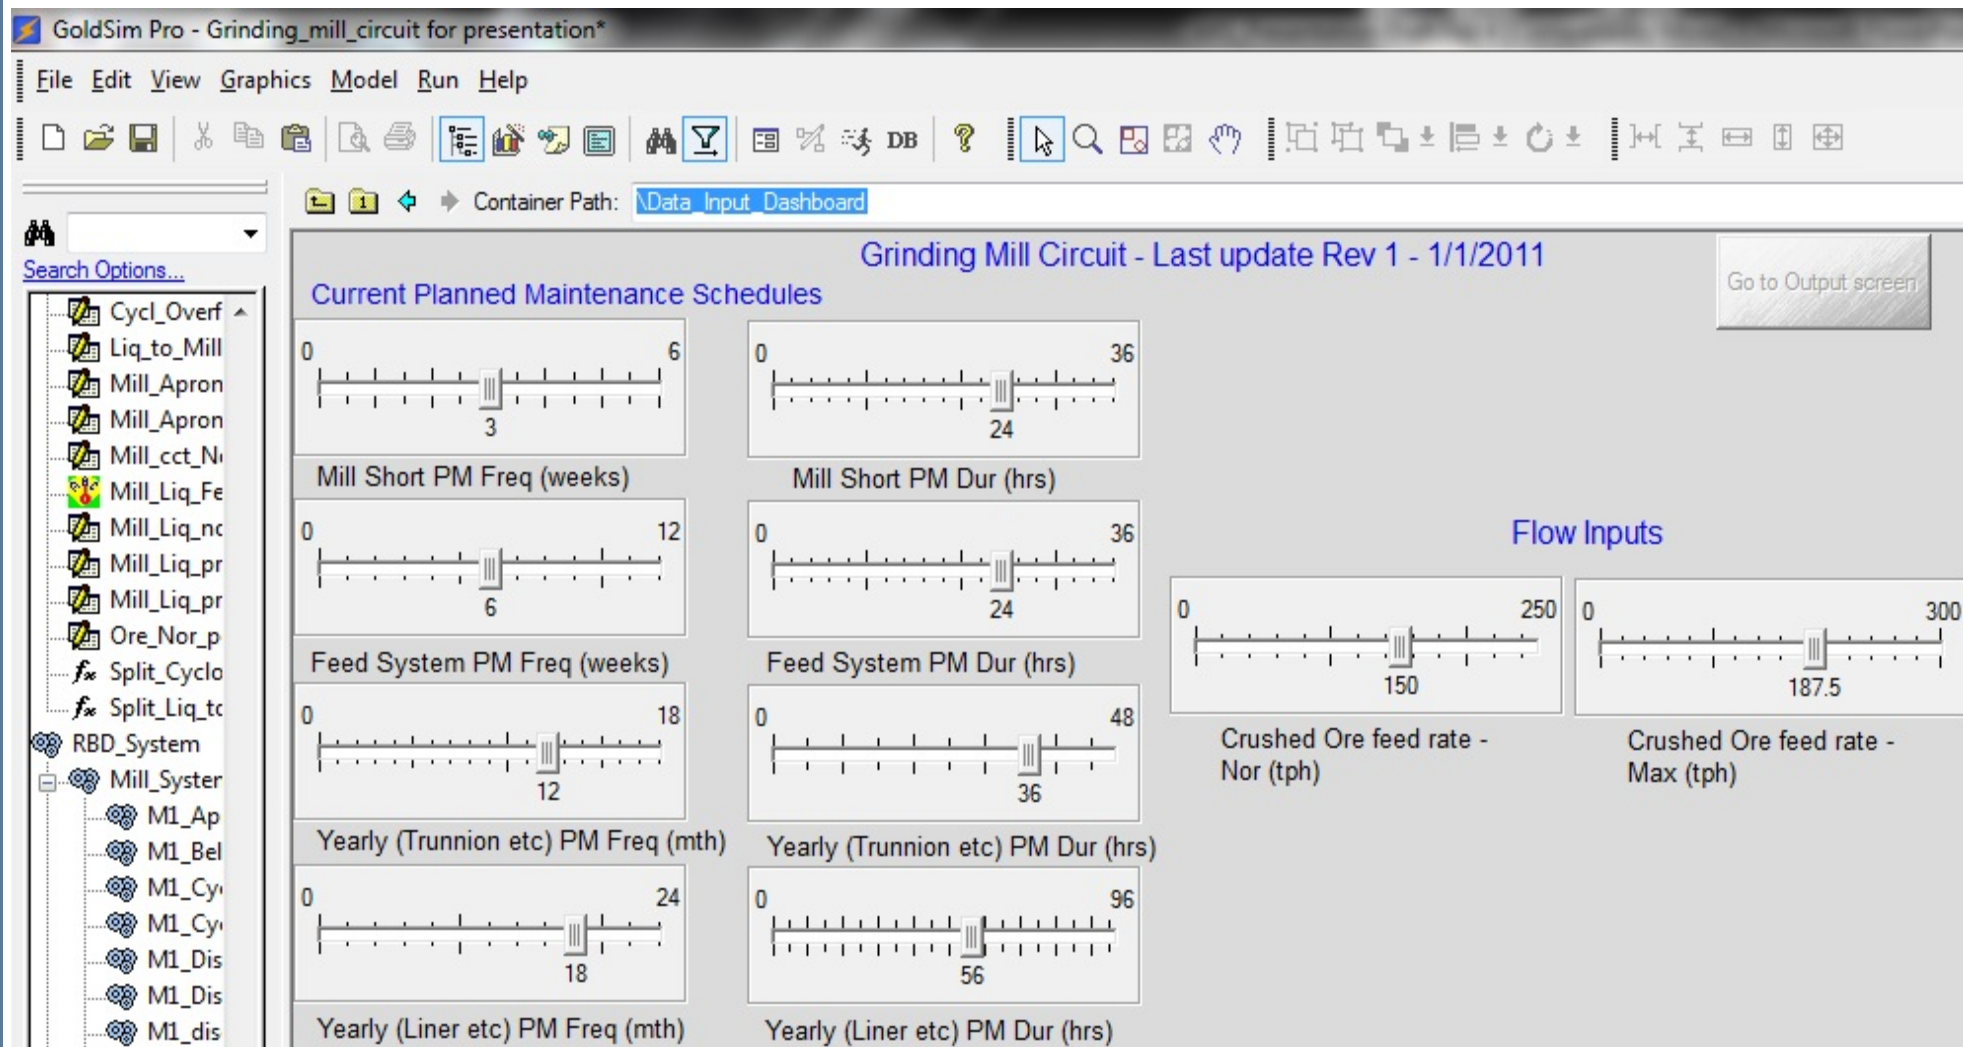 GoldSim Pro - Grinding_mill_circuit for presentation*
File Edit View Graphics Model Run Help
DB
Container Path: \Data_Input_Dashboard
Search Options...
Cycl_Overf
Liq_to_Mill
Mill_Apron
Mill_Apron
Mill_cct_N
Mill_Liq_Fe
Mill_Liq_nc
Mill_Liq_pr
Mill_Liq_pr
Ore_Nor_p
fx Split_Cyclo
fx Split_Liq_tc
RBD_System
Mill_System
M1_Ap
M1_Bel
M1_Cy
M1_Cy
M1_Dis
M1_Dis
M1_dis
Grinding Mill Circuit - Last update Rev 1 - 1/1/2011
Go to Output screen
Current Planned Maintenance Schedules
0 6
3
Mill Short PM Freq (weeks)
0 36
24
Mill Short PM Dur (hrs)
0 12
6
Feed System PM Freq (weeks)
0 36
24
Feed System PM Dur (hrs)
0 18
12
Yearly (Trunnion etc) PM Freq (mth)
0 48
36
Yearly (Trunnion etc) PM Dur (hrs)
0 24
18
Yearly (Liner etc) PM Freq (mth)
0 96
56
Yearly (Liner etc) PM Dur (hrs)
Flow Inputs
0 250
150
Crushed Ore feed rate -
Nor (tph)
0 300
187.5
Crushed Ore feed rate -
Max (tph)